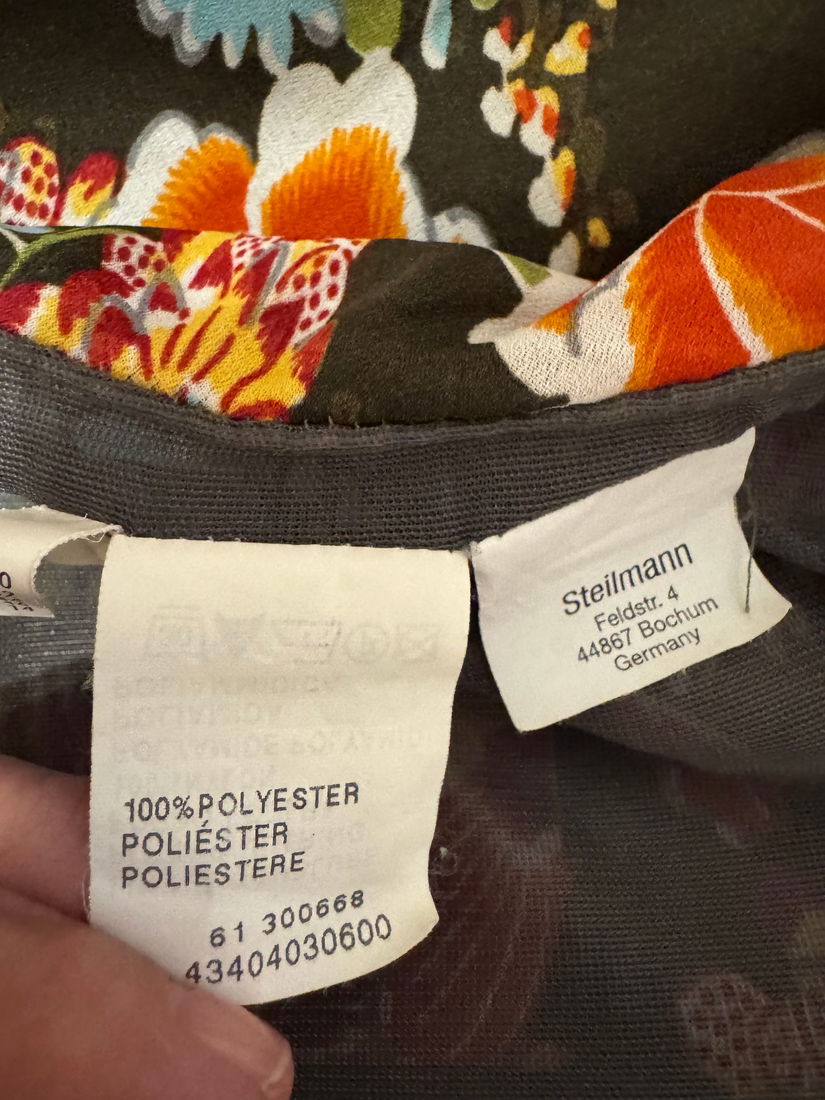 100%POLYESTER
POLIÉSTER
POLIESTERE
61 300668
43404030600
Steilmann
Feldstr. 4
44867 Bochum
Germany